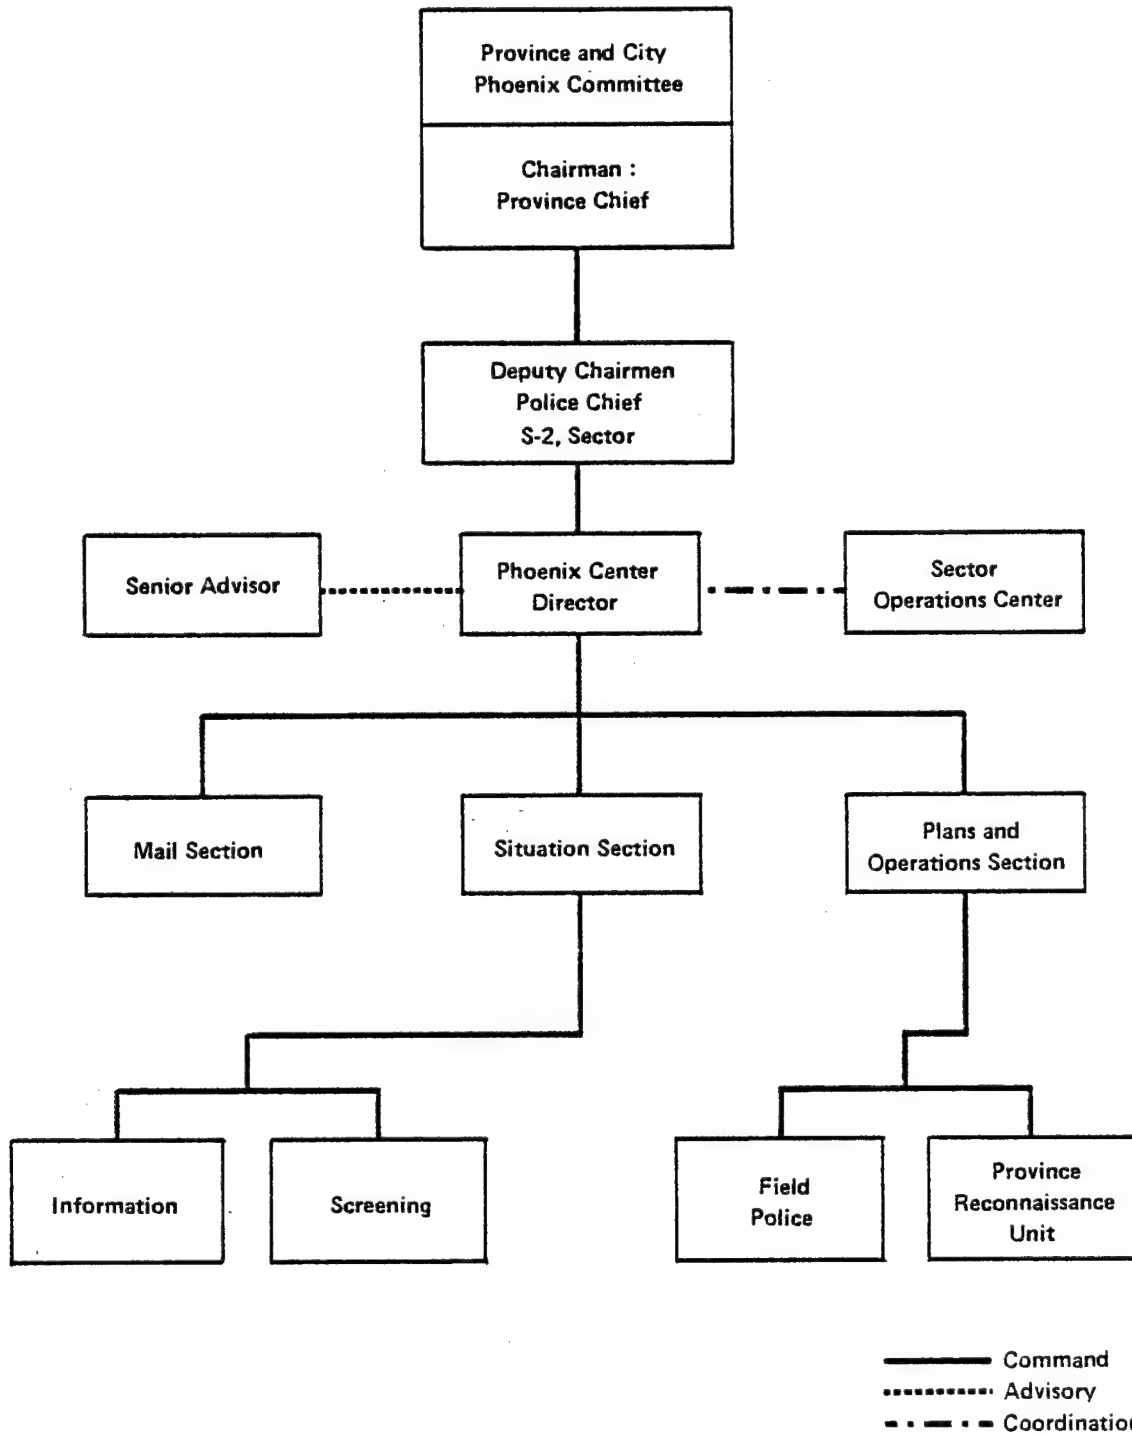 Province and City
Phoenix Committee
Chairman :
Province Chief
Deputy Chairmen
Police Chief
S-2, Sector
Senior Advisor
Phoenix Center
Director
Sector
Operations Center
Mail Section
Situation Section
Plans and
Operations Section
Information
Screening
Field
Police
Province
Reconnaissance
Unit
Command
Advisory
Coordination